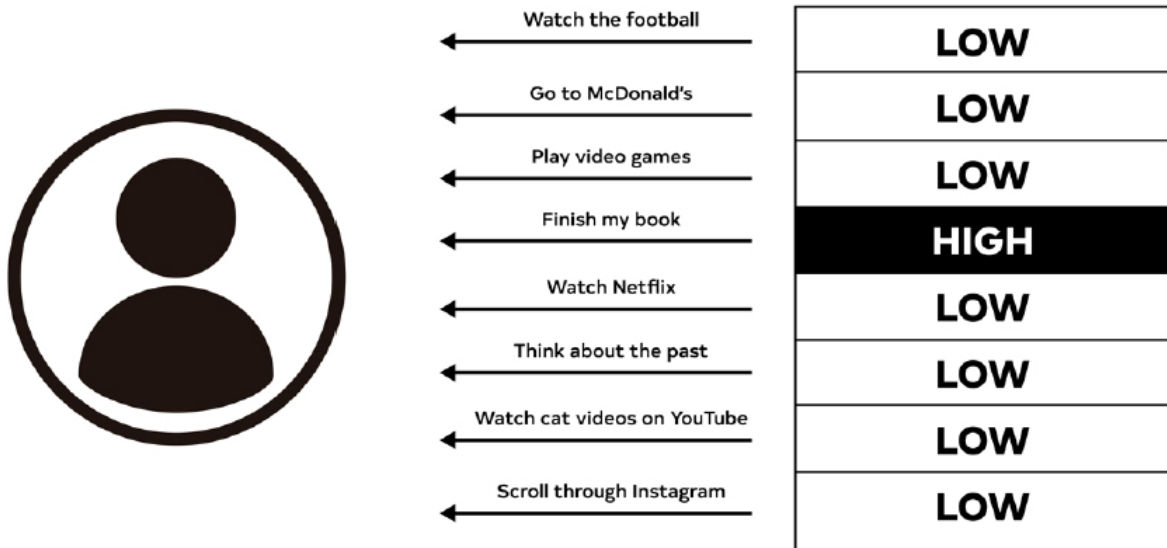 Watch the football
LOW
Go to McDonald's
LOW
Play video games
LOW
Finish my book
HIGH
Watch Netflix
LOW
Think about the past
LOW
Watch cat videos on YouTube
LOW
Scroll through Instagram
LOW